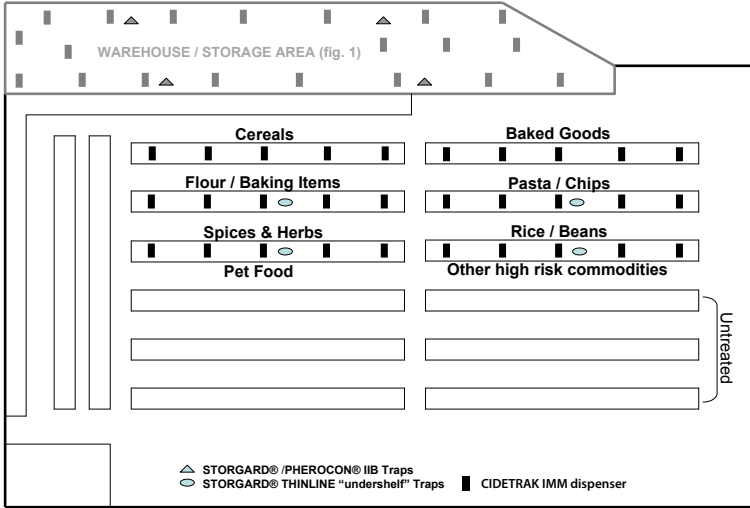 WAREHOUSE / STORAGE AREA (fig. 1)
Cereals
Baked Goods
Flour / Baking Items
Pasta / Chips
Spices & Herbs
Rice / Beans
Pet Food
Other high risk commodities
Untreated
STORGARD® /PHEROCON® IIB Traps
STORGARD® THINLINE “undershelf” Traps
CIDETRAK IMM dispenser